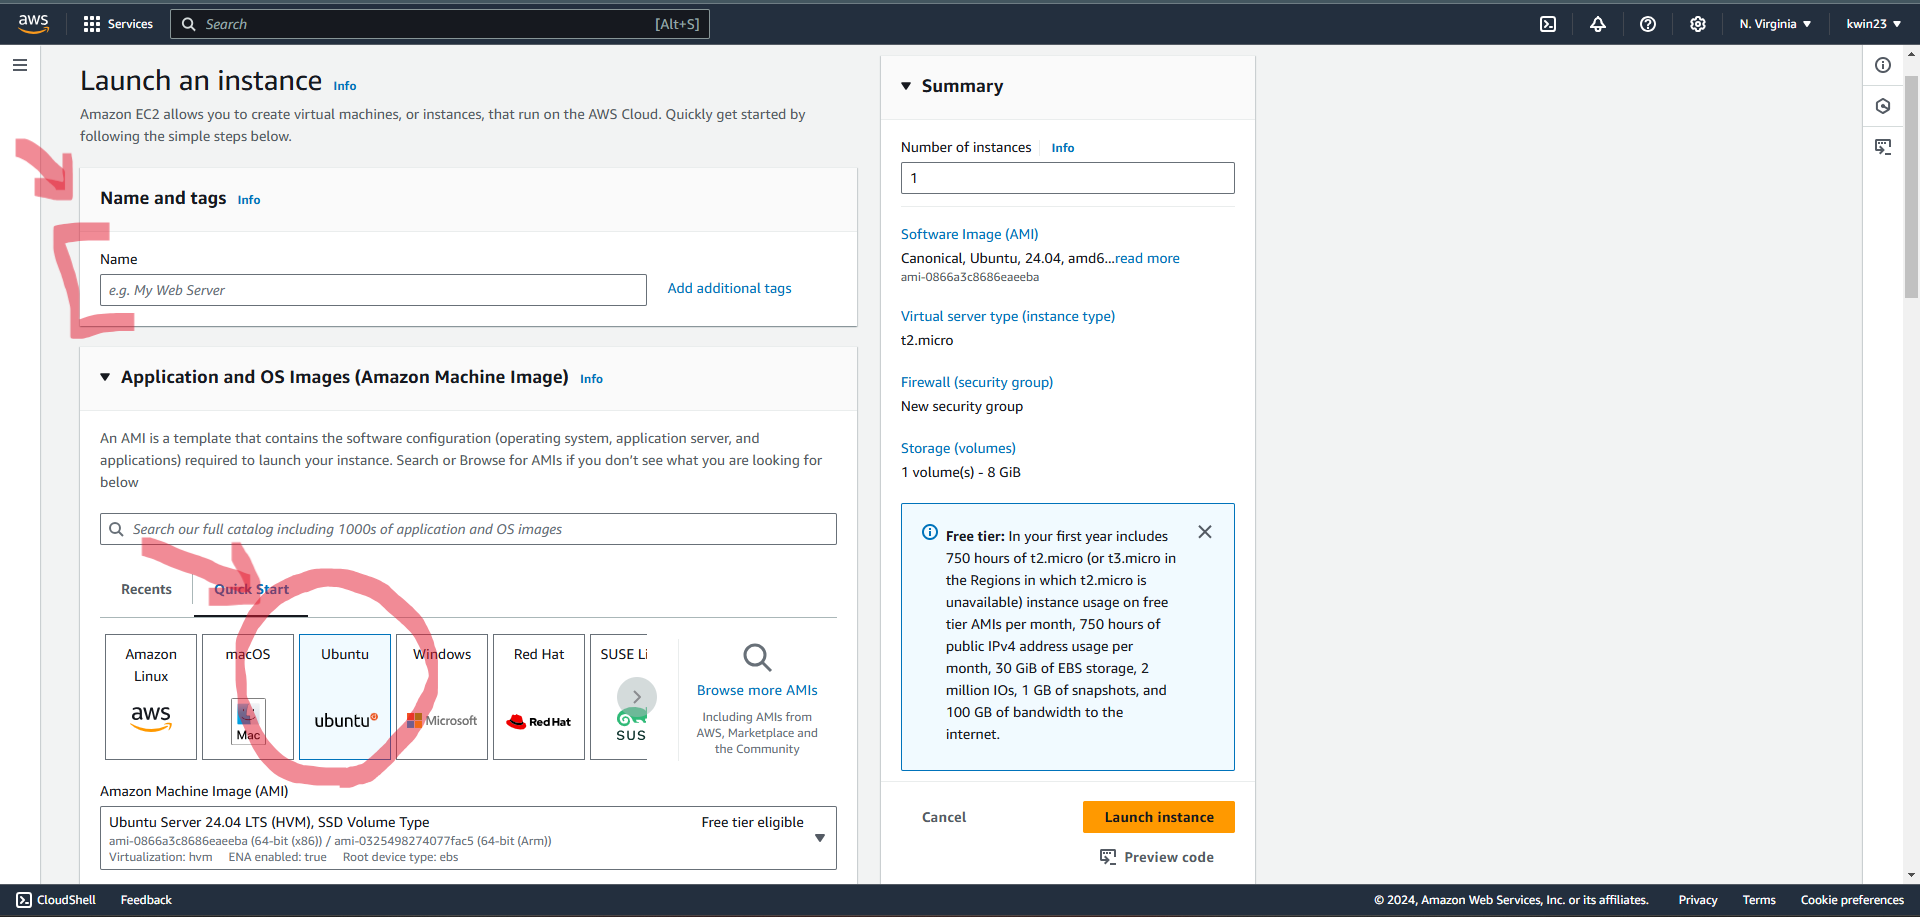 aws
Services
Search
[Alt+S]
N. Virginia
kwin23
Launch an instance Info
Amazon EC2 allows you to create virtual machines, or instances, that run on the AWS Cloud. Quickly get started by
following the simple steps below.
Name and tags Info
Name
e.g. My Web Server
Add additional tags
Application and OS Images (Amazon Machine Image) Info
An AMI is a template that contains the software configuration (operating system, application server, and
applications) required to launch your instance. Search or Browse for AMIs if you don't see what you are looking for
below
Search our full catalog including 1000s of application and OS images
Recents
Quick Start
Amazon
Linux
aws
macOS
Mac
Ubuntu
ubuntu
Windows
Microsoft
Red Hat
Red Hat
SUSE Li
SUS
Browse more AMIs
Including AMIs from
AWS, Marketplace and
the Community
Amazon Machine Image (AMI)
Ubuntu Server 24.04 LTS (HVM), SSD Volume Type
Free tier eligible
ami-0866a3c8686eaeeba (64-bit (x86)) / ami-0325498274077fac5 (64-bit (Arm))
Virtualization: hvm ENA enabled: true Root device type: ebs
Summary
Number of instances Info
1
Software Image (AMI)
Canonical, Ubuntu, 24.04, amd6...read more
ami-0866a3c8686eaeeba
Virtual server type (instance type)
t2.micro
Firewall (security group)
New security group
Storage (volumes)
1 volume(s) - 8 GiB
Free tier: In your first year includes
750 hours of t2.micro (or t3.micro in
the Regions in which t2.micro is
unavailable) instance usage on free
tier AMIs per month, 750 hours of
public IPv4 address usage per
month, 30 GiB of EBS storage, 2
million IOs, 1 GB of snapshots, and
100 GB of bandwidth to the
internet.
Cancel
Launch instance
Preview code
CloudShell
Feedback
© 2024, Amazon Web Services, Inc. or its affiliates.
Privacy
Terms
Cookie preferences